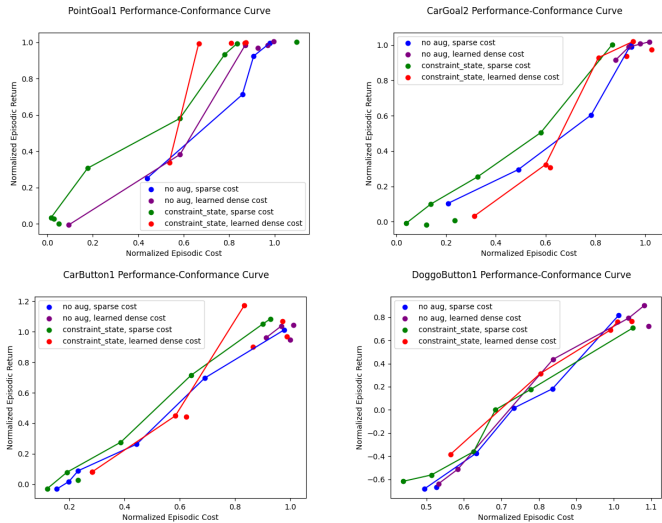 PointGoal1 Performance-Conformance Curve
Normalized Episodic Return
1.0
0.8
0.6
0.4
0.2
0.0
no aug, sparse cost
no aug, learned dense cost
constraint_state, sparse cost
constraint_state, learned dense cost
0.0 0.2 0.4 0.6 0.8 1.0
Normalized Episodic Cost
CarGoal2 Performance-Conformance Curve
Normalized Episodic Return
1.0
0.8
0.6
0.4
0.2
0.0
no aug, sparse cost
no aug, learned dense cost
constraint_state, sparse cost
constraint_state, learned dense cost
0.0 0.2 0.4 0.6 0.8 1.0
Normalized Episodic Cost
CarButton1 Performance-Conformance Curve
Normalized Episodic Return
1.2
1.0
0.8
0.6
0.4
0.2
0.0
no aug, sparse cost
no aug, learned dense cost
constraint_state, sparse cost
constraint_state, learned dense cost
0.2 0.4 0.6 0.8 1.0
Normalized Episodic Cost
DoggoButton1 Performance-Conformance Curve
Normalized Episodic Return
0.8
0.6
0.4
0.2
0.0
−0.2
−0.4
−0.6
no aug, sparse cost
no aug, learned dense cost
constraint_state, sparse cost
constraint_state, learned dense cost
0.5 0.6 0.7 0.8 0.9 1.0 1.1
Normalized Episodic Cost